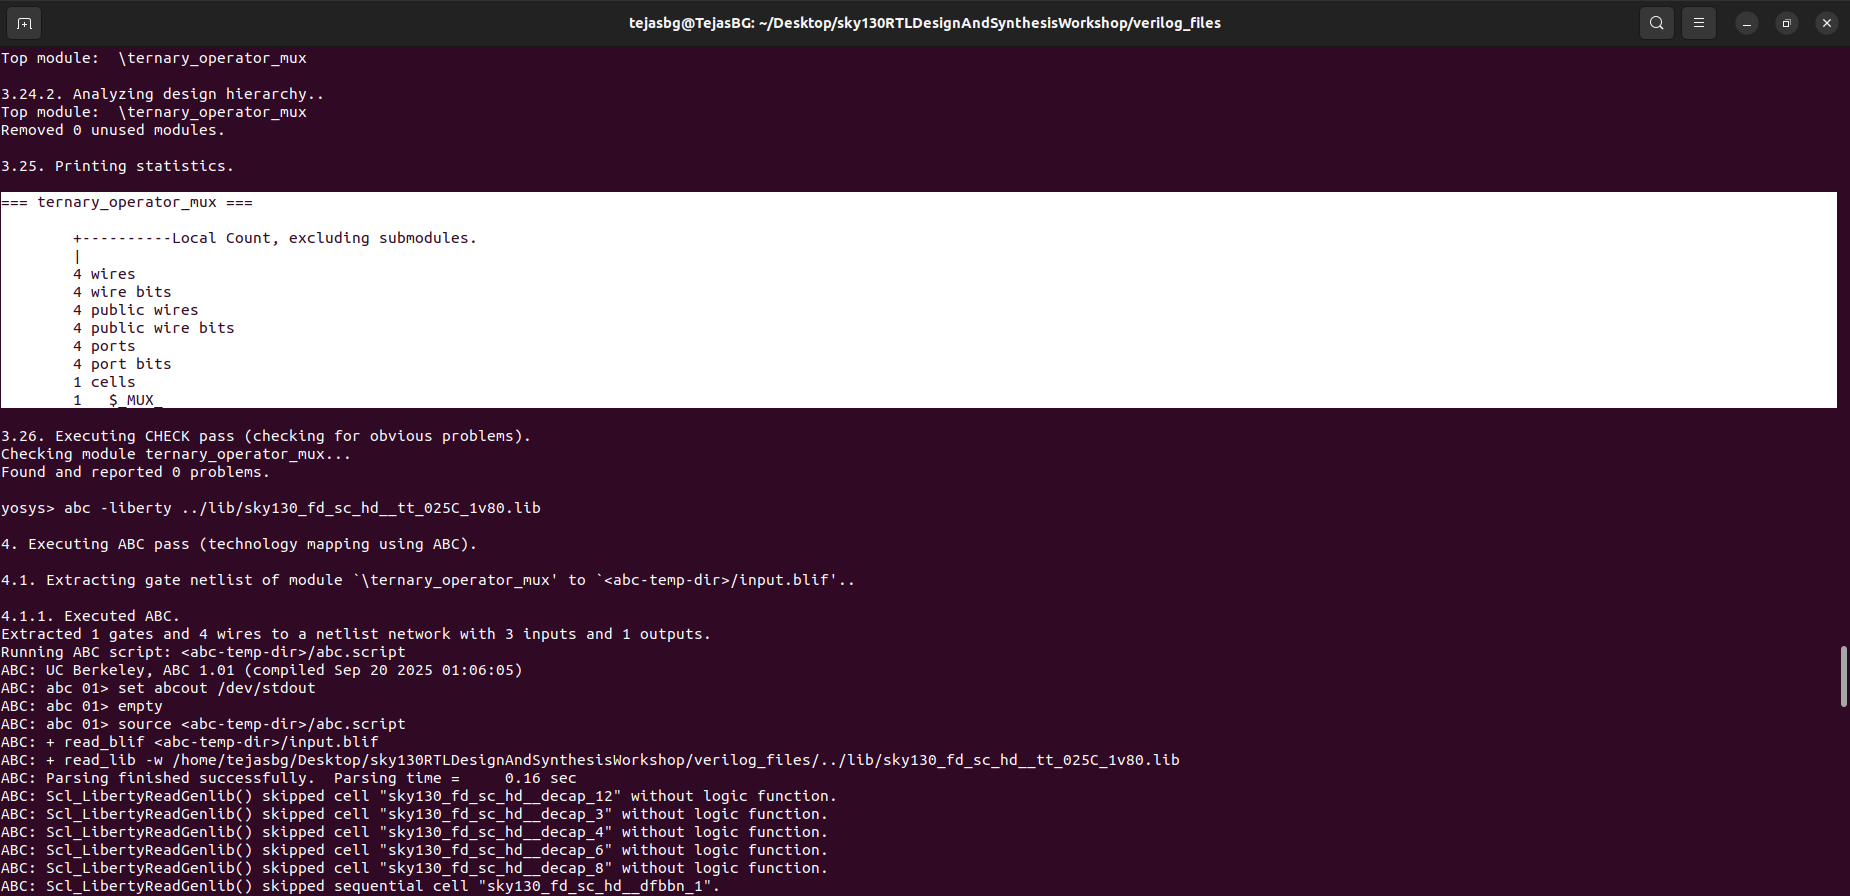 tejasbg@TejasBG: ~/Desktop/sky130RTLDesignAndSynthesisWorkshop/verilog_files
Top module:  \ternary_operator_mux
3.24.2. Analyzing design hierarchy..
Top module:  \ternary_operator_mux
Removed 0 unused modules.
3.25. Printing statistics.
=== ternary_operator_mux ===
        +----------Local Count, excluding submodules.
        |
        4 wires
        4 wire bits
        4 public wires
        4 public wire bits
        4 ports
        4 port bits
        1 cells
        1   $_MUX_
3.26. Executing CHECK pass (checking for obvious problems).
Checking module ternary_operator_mux...
Found and reported 0 problems.
yosys> abc -liberty ../lib/sky130_fd_sc_hd__tt_025C_1v80.lib
4. Executing ABC pass (technology mapping using ABC).
4.1. Extracting gate netlist of module `\ternary_operator_mux' to `<abc-temp-dir>/input.blif'..
4.1.1. Executed ABC.
Extracted 1 gates and 4 wires to a netlist network with 3 inputs and 1 outputs.
Running ABC script: <abc-temp-dir>/abc.script
ABC: UC Berkeley, ABC 1.01 (compiled Sep 20 2025 01:06:05)
ABC: abc 01> set abcout /dev/stdout
ABC: abc 01> empty
ABC: abc 01> source <abc-temp-dir>/abc.script
ABC: + read_blif <abc-temp-dir>/input.blif
ABC: + read_lib -w /home/tejasbg/Desktop/sky130RTLDesignAndSynthesisWorkshop/verilog_files/../lib/sky130_fd_sc_hd__tt_025C_1v80.lib
ABC: Parsing finished successfully.  Parsing time =     0.16 sec
ABC: Scl_LibertyReadGenlib() skipped cell "sky130_fd_sc_hd__decap_12" without logic function.
ABC: Scl_LibertyReadGenlib() skipped cell "sky130_fd_sc_hd__decap_3" without logic function.
ABC: Scl_LibertyReadGenlib() skipped cell "sky130_fd_sc_hd__decap_4" without logic function.
ABC: Scl_LibertyReadGenlib() skipped cell "sky130_fd_sc_hd__decap_6" without logic function.
ABC: Scl_LibertyReadGenlib() skipped cell "sky130_fd_sc_hd__decap_8" without logic function.
ABC: Scl_LibertyReadGenlib() skipped sequential cell "sky130_fd_sc_hd__dfbbn_1".